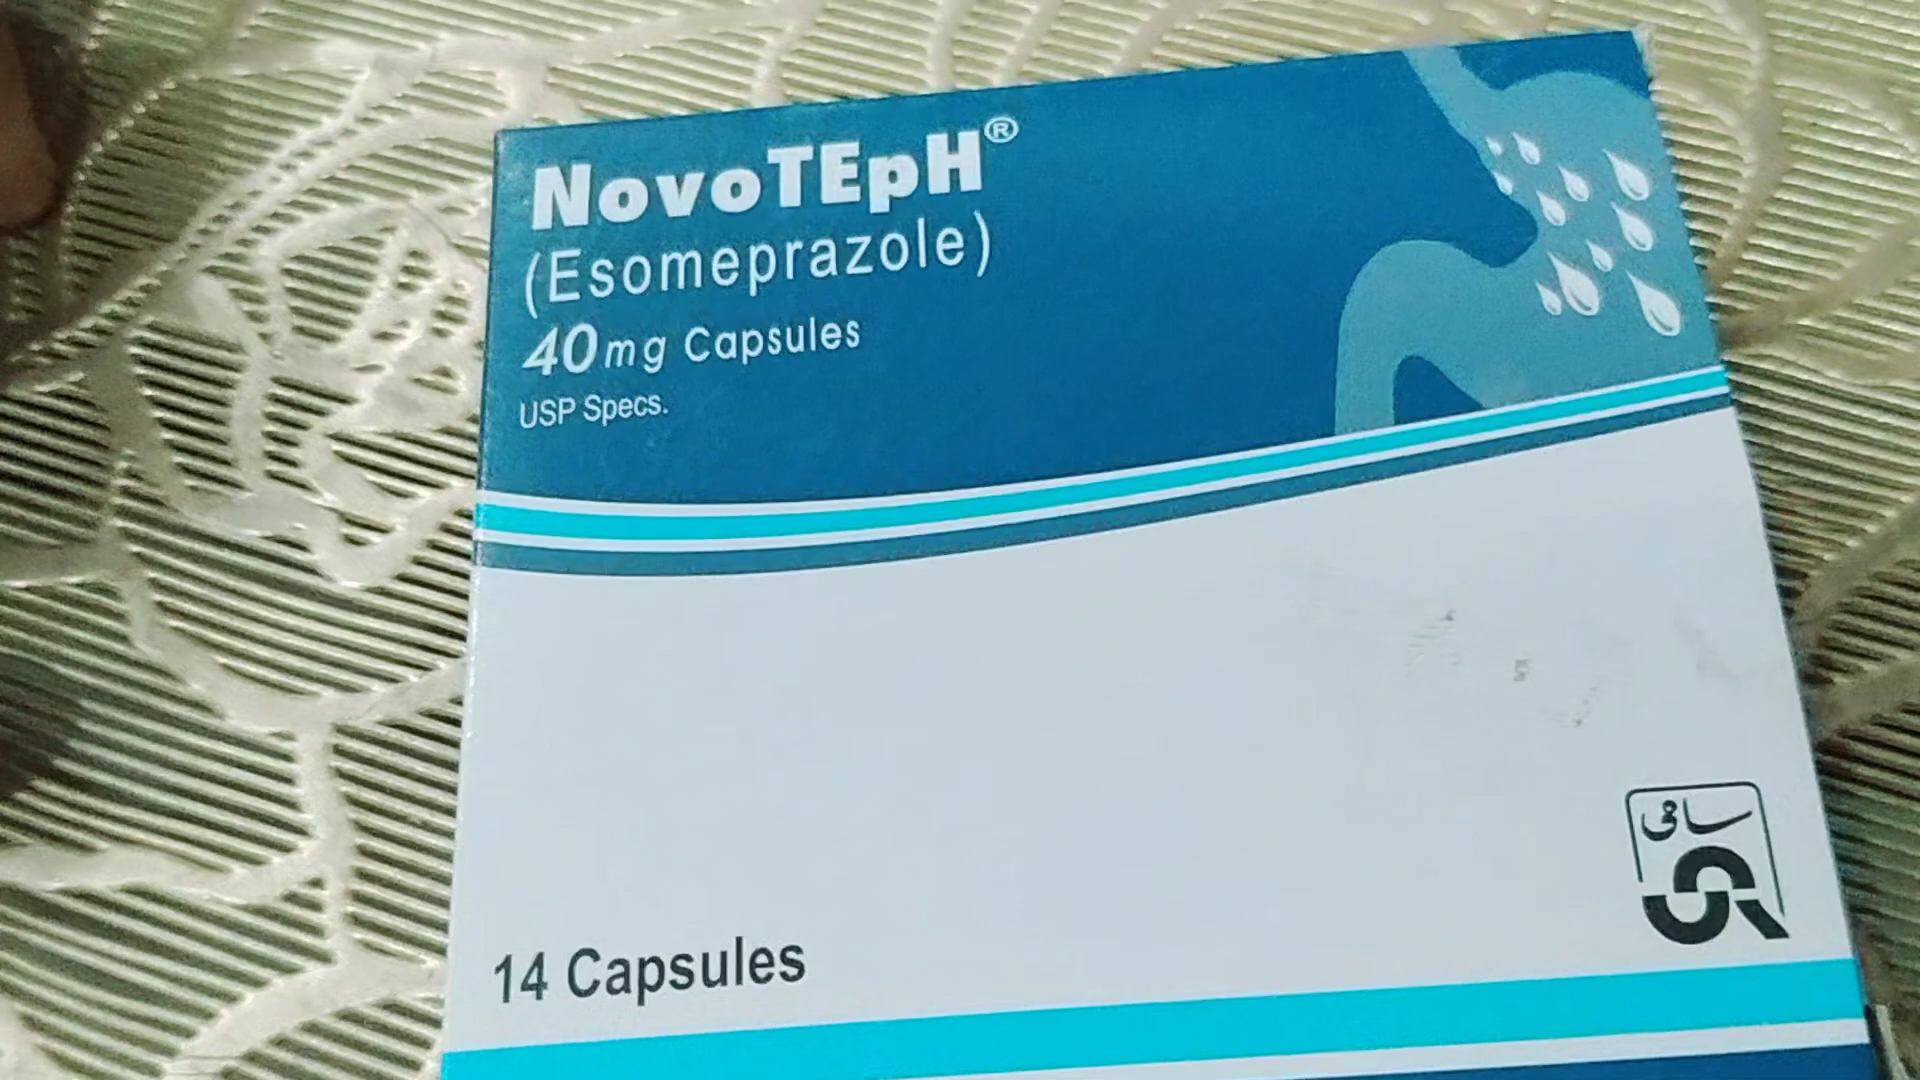 NovoTEpH®
(Esomeprazole)
40mg Capsules
USP Specs.
سامی
14 Capsules